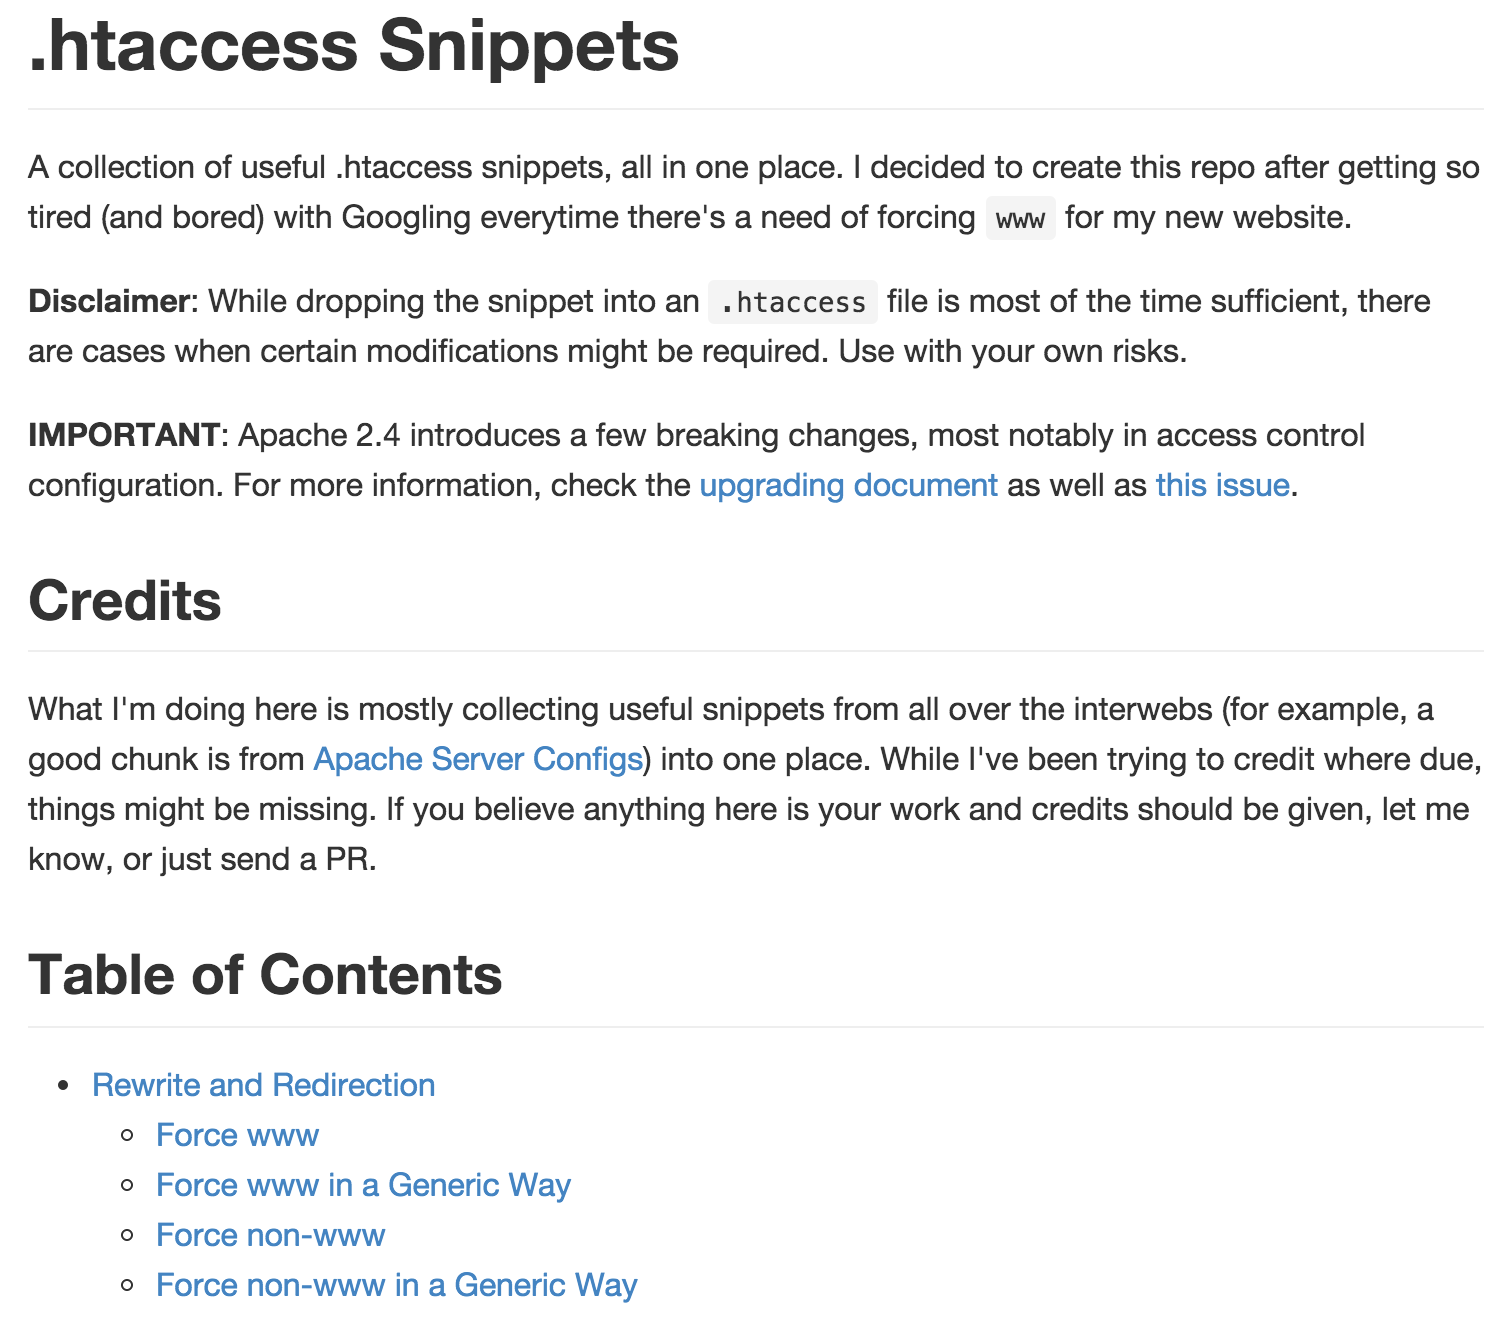 .htaccess Snippets
A collection of useful .htaccess snippets, all in one place. I decided to create this repo after getting so
tired (and bored) with Googling everytime there's a need of forcing www for my new website.
Disclaimer: While dropping the snippet into an .htaccess file is most of the time sufficient, there
are cases when certain modifications might be required. Use with your own risks.
IMPORTANT: Apache 2.4 introduces a few breaking changes, most notably in access control
configuration. For more information, check the upgrading document as well as this issue.
Credits
What I'm doing here is mostly collecting useful snippets from all over the interwebs (for example, a
good chunk is from Apache Server Configs) into one place. While I've been trying to credit where due,
things might be missing. If you believe anything here is your work and credits should be given, let me
know, or just send a PR.
Table of Contents
• Rewrite and Redirection
◦ Force www
◦ Force www in a Generic Way
◦ Force non-www
◦ Force non-www in a Generic Way